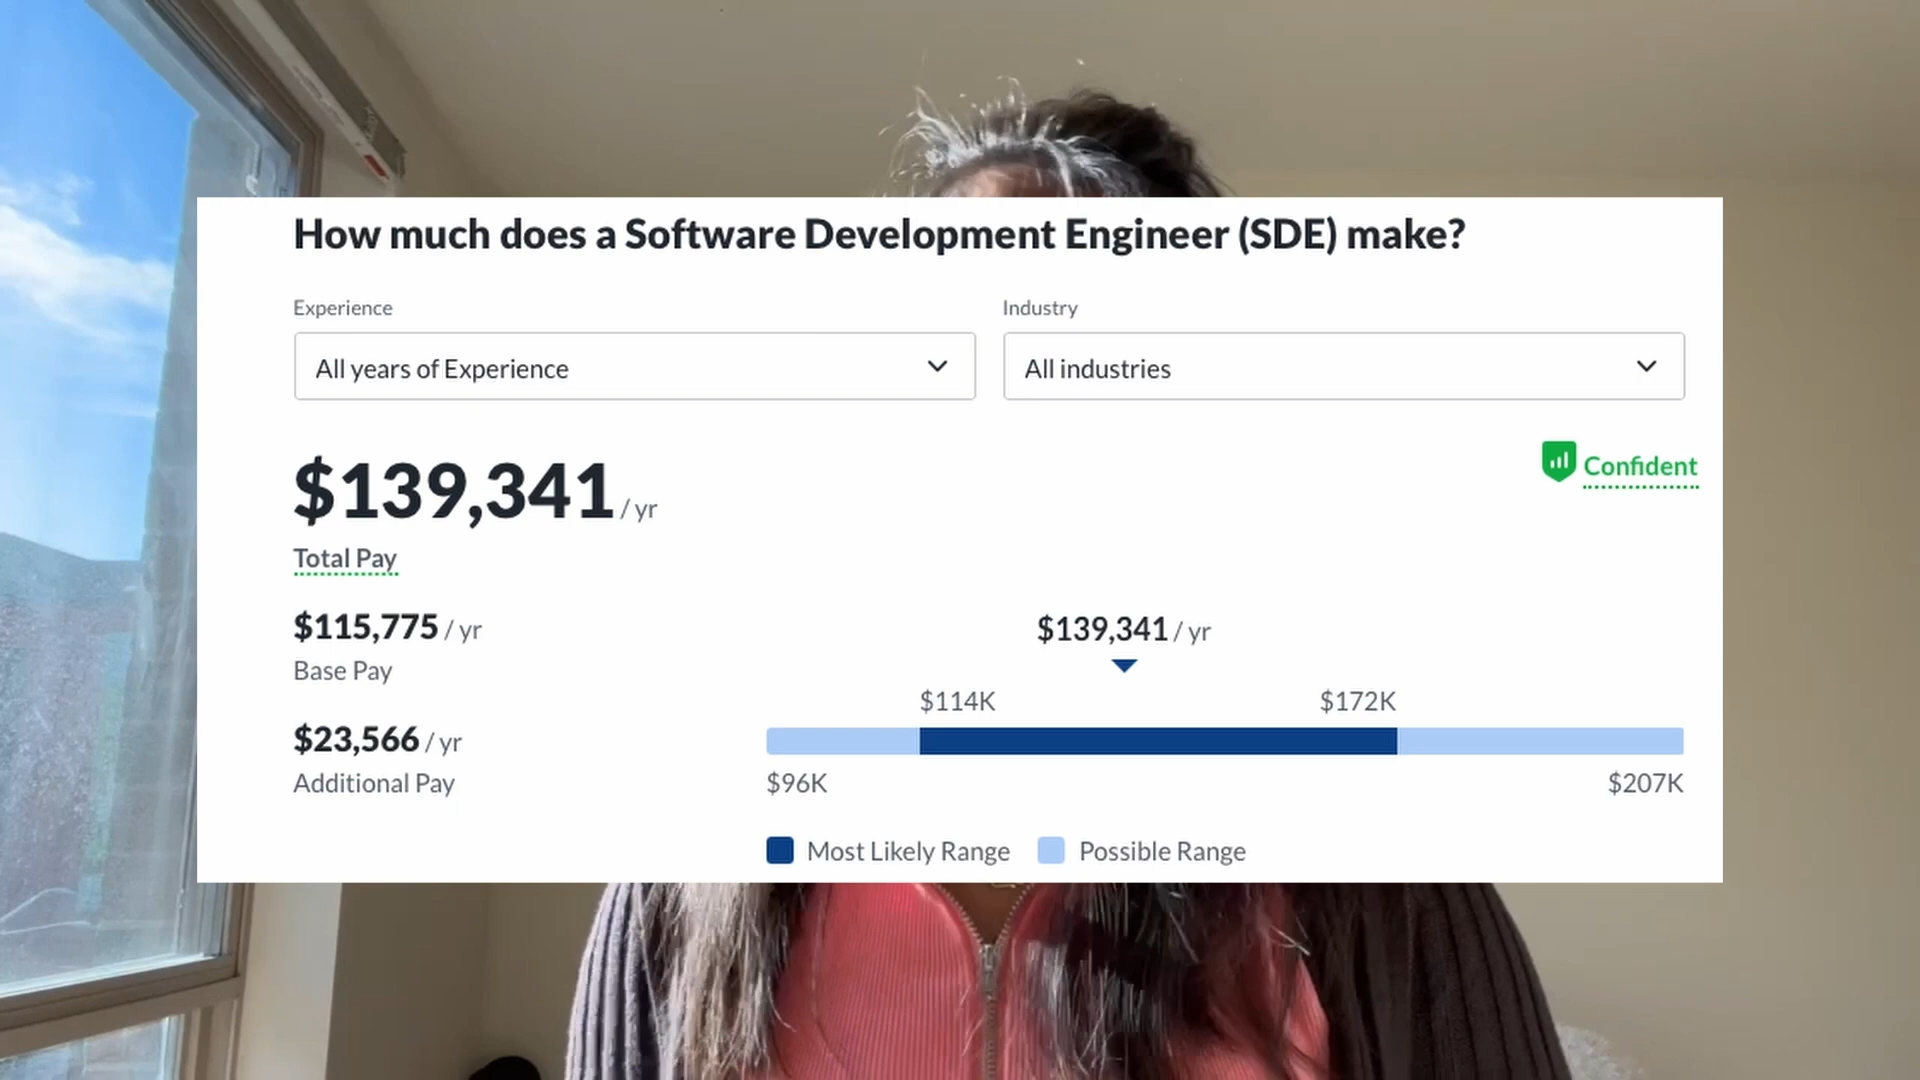 How much does a Software Development Engineer (SDE) make?
Experience
Industry
All years of Experience
All industries
$139,341 / yr
Confident
Total Pay
$115,775 / yr
Base Pay
$139,341 / yr
$114K
$172K
$23,566 / yr
Additional Pay
$96K
$207K
Most Likely Range
Possible Range